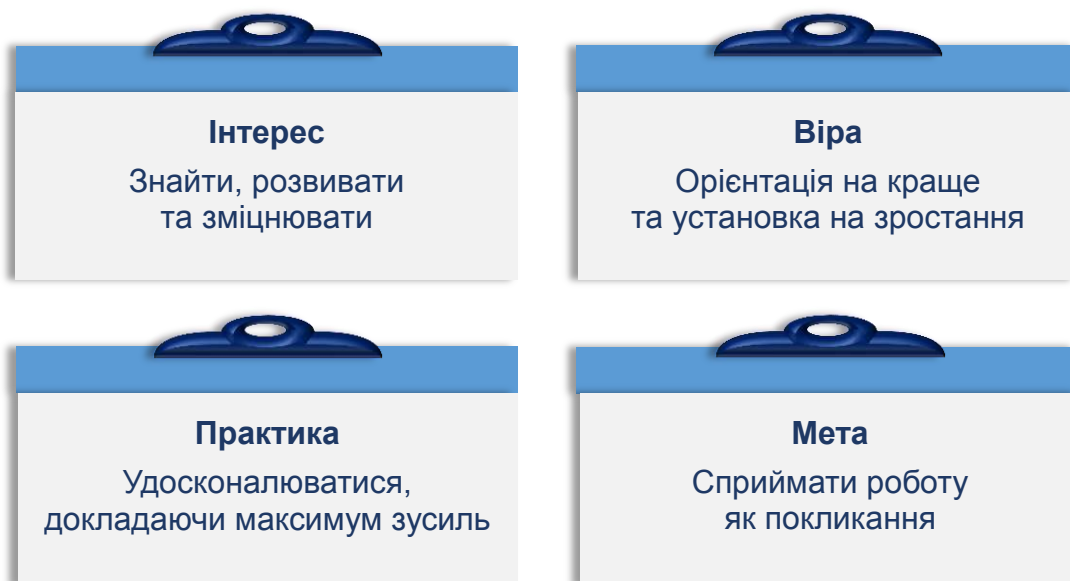 Інтерес
Знайти, розвивати
та зміцнювати
Віра
Орієнтація на краще
та установка на зростання
Практика
Удосконалюватися,
докладаючи максимум зусиль
Мета
Сприймати роботу
як покликання